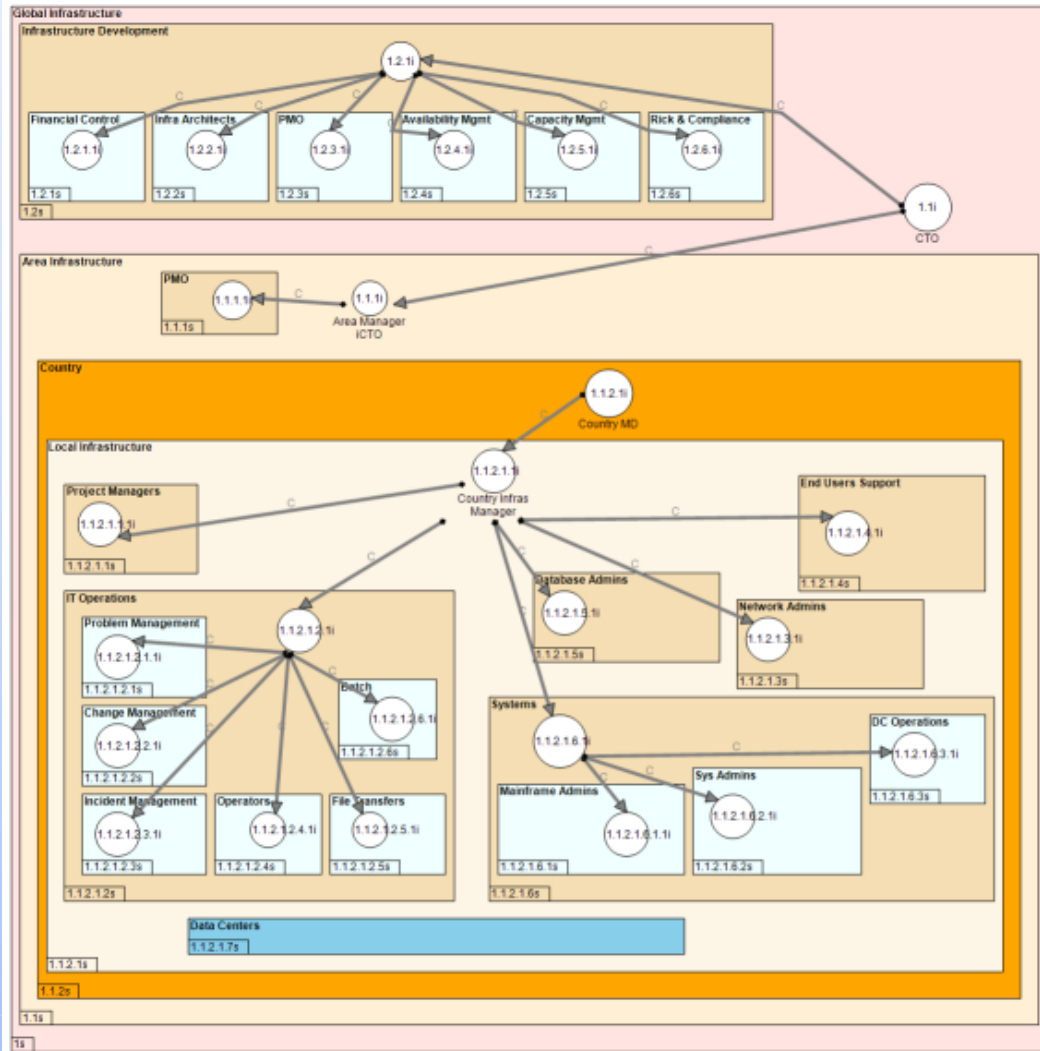 Global Infrastructure
Infrastructure Development
1.2.1i
C
C
C
C
C
C
C
Financial Control
Infra Architects
PMO
Availability Mgmt
Capacity Mgmt
Rick & Compliance
1.2.1.1i
1.2.2.1i
1.2.3.1i
1.2.4.1i
1.2.5.1i
1.2.6.1i
1.2.1s
1.2.2s
1.2.3s
1.2.4s
1.2.5s
1.2.6s
1.2s
1.1i
CTO
C
Area Infrastructure
PMO
1.1.1.1i
C
1.1.1i
1.1.1s
Area Manager
iCTO
Country
1.1.2.1i
C
Country MD
Local Infrastructure
1.1.2.1.1i
Country Infras
Manager
Project Managers
1.1.2.1.1.1i
C
1.1.2.1.1s
End Users Support
C
1.1.2.1.4.1i
1.1.2.1.4s
C
C
C
C
Database Admins
1.1.2.1.5.1i
1.1.2.1.5s
Network Admins
1.1.2.1.3.1i
1.1.2.1.3s
IT Operations
1.1.2.1.2.1i
Problem Management
C
1.1.2.1.2.1.1i
1.1.2.1.2.1s
C
C
Batch
1.1.2.1.2.6.1i
1.1.2.1.2.6s
Change Management
C
C
C
1.1.2.1.2.2.1i
1.1.2.1.2.2s
Incident Management
Operators
File Transfers
1.1.2.1.2.3.1i
1.1.2.1.2.4.1i
1.1.2.1.2.5.1i
1.1.2.1.2.3s
1.1.2.1.2.4s
1.1.2.1.2.5s
1.1.2.1.2s
Systems
1.1.2.1.6.1i
C
C
C
DC Operations
1.1.2.1.6.3.1i
1.1.2.1.6.3s
Mainframe Admins
1.1.2.1.6.1.1i
1.1.2.1.6.1s
Sys Admins
1.1.2.1.6.2.1i
1.1.2.1.6.2s
1.1.2.1.6s
Data Centers
1.1.2.1.7s
1.1.2.1s
1.1.2s
1.1s
1s